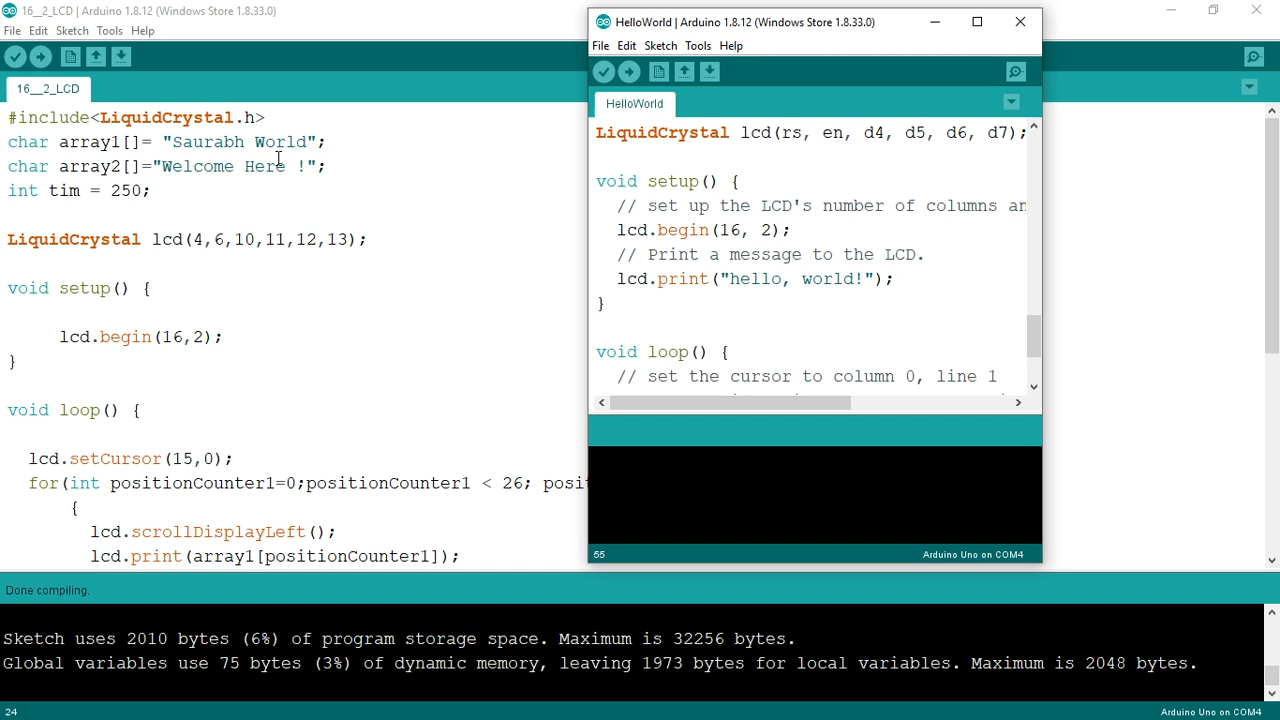 16__2_LCD | Arduino 1.8.12 (Windows Store 1.8.33.0)
File Edit Sketch Tools Help
16__2_LCD
#include<LiquidCrystal.h>
char array1[]= "Saurabh World";
char array2[]="Welcome Here !";
int tim = 250;
LiquidCrystal lcd(4,6,10,11,12,13);
void setup() {
lcd.begin(16,2);
}
void loop() {
lcd.setCursor(15,0);
for(int positionCounter1=0;positionCounter1 < 26; posit
{
lcd.scrollDisplayLeft();
lcd.print(array1[positionCounter1]);
Done compiling.
Sketch uses 2010 bytes (6%) of program storage space. Maximum is 32256 bytes.
Global variables use 75 bytes (3%) of dynamic memory, leaving 1973 bytes for local variables. Maximum is 2048 bytes.
24
Arduino Uno on COM4
HelloWorld | Arduino 1.8.12 (Windows Store 1.8.33.0)
File Edit Sketch Tools Help
HelloWorld
LiquidCrystal lcd(rs, en, d4, d5, d6, d7);
void setup() {
// set up the LCD's number of columns an
lcd.begin(16, 2);
// Print a message to the LCD.
lcd.print("hello, world!");
}
void loop() {
// set the cursor to column 0, line 1
55
Arduino Uno on COM4